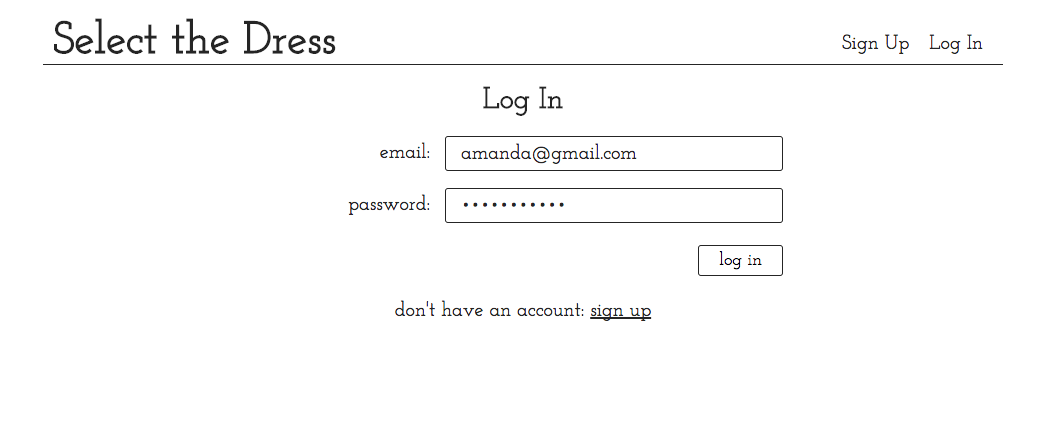 Select the Dress
Sign Up Log In
Log In
email: amanda@gmail.com
password: •••••••••••
log in
don't have an account: sign up